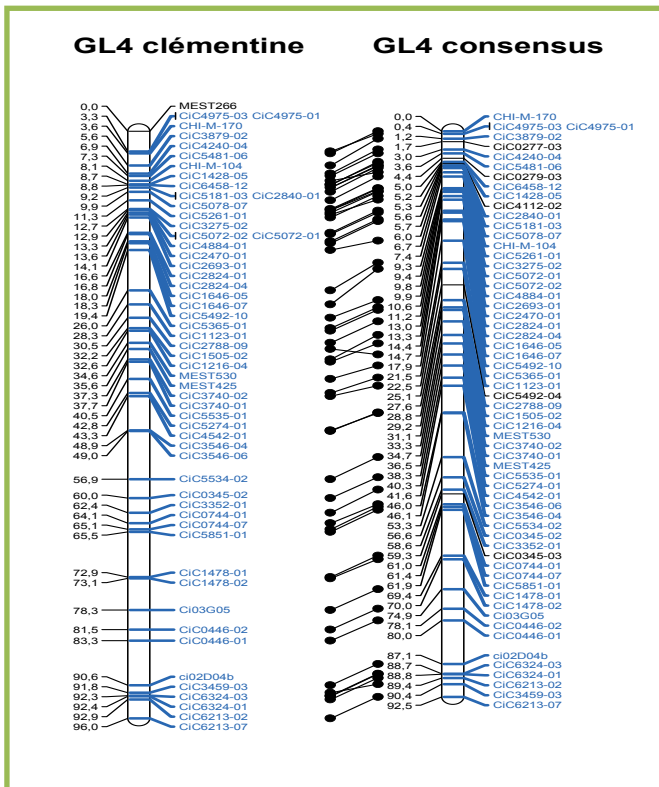 GL4 clémentine
0,0 MEST266
3,3 CiC4975-03 CiC4975-01
3,6 CHI-M-170
5,6 CiC3879-02
6,9 CiC4240-04
7,3 CiC5481-06
8,1 CHI-M-104
8,7 CiC1428-05
8,8 CiC6458-12
9,2 CiC5181-03 CiC2840-01
9,9 CiC5078-07
11,3 CiC5261-01
12,7 CiC3275-02
12,9 CiC5072-02 CiC5072-01
13,3 CiC4884-01
13,6 CiC2470-01
14,1 CiC2693-01
16,6 CiC2824-01
16,8 CiC2824-04
18,0 CiC1646-05
18,3 CiC1646-07
19,4 CiC5492-10
26,0 CiC5365-01
28,3 CiC1123-01
30,5 CiC2788-09
32,2 CiC1505-02
32,6 CiC1216-04
34,6 MEST530
35,6 MEST425
37,3 CiC3740-02
37,7 CiC3740-01
40,5 CiC5535-01
42,8 CiC5274-01
43,3 CiC4542-01
48,9 CiC3546-04
49,0 CiC3546-06
56,9 CiC5534-02
60,0 CiC0345-02
62,4 CiC3352-01
64,1 CiC0744-01
65,1 CiC0744-07
65,5 CiC5851-01
72,9 CiC1478-01
73,1 CiC1478-02
78,3 Ci03G05
81,5 CiC0446-02
83,3 CiC0446-01
90,6 ci02D04b
91,8 CiC3459-03
92,3 CiC6324-03
92,4 CiC6324-01
92,9 CiC6213-02
96,0 CiC6213-07
GL4 consensus
0,0 CHI-M-170
0,4 CiC4975-03 CiC4975-01
1,2 CiC3879-02
1,7 CiC0277-03
3,0 CiC4240-04
3,6 CiC5481-06
4,4 CiC0279-03
5,0 CiC6458-12
5,2 CiC1428-05
5,3 CiC4112-02
5,6 CiC2840-01
5,7 CiC5181-03
6,0 CiC5078-07
6,7 CHI-M-104
7,4 CiC5261-01
9,3 CiC3275-02
9,4 CiC5072-01
9,8 CiC5072-02
9,9 CiC4884-01
10,6 CiC2693-01
11,2 CiC2470-01
13,0 CiC2824-01
13,3 CiC2824-04
14,4 CiC1646-05
14,7 CiC1646-07
17,9 CiC5492-10
21,5 CiC5365-01
22,5 CiC1123-01
25,1 CiC5492-04
27,6 CiC2788-09
28,8 CiC1505-02
29,2 CiC1216-04
31,1 MEST530
33,3 CiC3740-02
34,7 CiC3740-01
36,5 MEST425
38,3 CiC5535-01
40,3 CiC5274-01
41,6 CiC4542-01
46,0 CiC3546-06
46,1 CiC3546-04
53,3 CiC5534-02
56,6 CiC0345-02
58,6 CiC3352-01
59,3 CiC0345-03
61,0 CiC0744-01
61,4 CiC0744-07
61,9 CiC5851-01
69,4 CiC1478-01
70,0 CiC1478-02
74,9 Ci03G05
78,1 CiC0446-02
80,0 CiC0446-01
87,1 ci02D04b
88,7 CiC6324-03
88,8 CiC6324-01
89,4 CiC6213-02
90,4 CiC3459-03
92,5 CiC6213-07